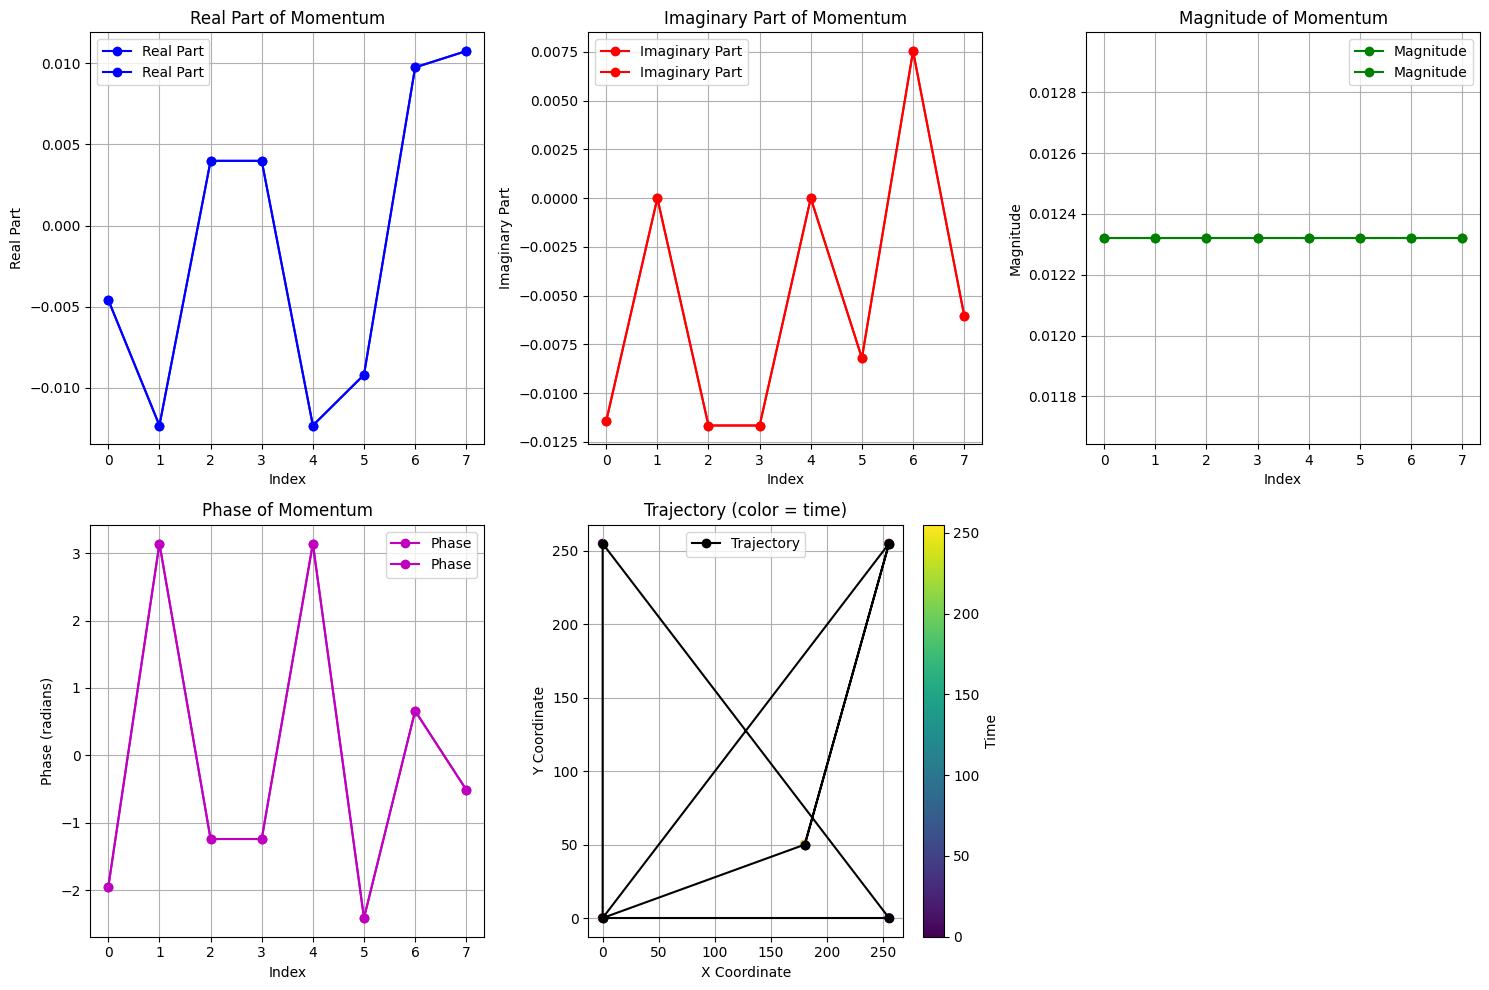 Real Part of Momentum
Real Part
Real Part
0.010
0.005
0.000
−0.005
−0.010
Real Part
0 1 2 3 4 5 6 7
Index
Imaginary Part of Momentum
Imaginary Part
Imaginary Part
0.0075
0.0050
0.0025
0.0000
−0.0025
−0.0050
−0.0075
−0.0100
−0.0125
Imaginary Part
0 1 2 3 4 5 6 7
Index
Magnitude of Momentum
Magnitude
Magnitude
0.0128
0.0126
0.0124
0.0122
0.0120
0.0118
Magnitude
0 1 2 3 4 5 6 7
Index
Phase of Momentum
Phase
Phase
3
2
1
0
−1
−2
Phase (radians)
0 1 2 3 4 5 6 7
Index
Trajectory (color = time)
Trajectory
250
200
150
100
50
0
Y Coordinate
0 50 100 150 200 250
X Coordinate
250
200
150
100
50
0
Time